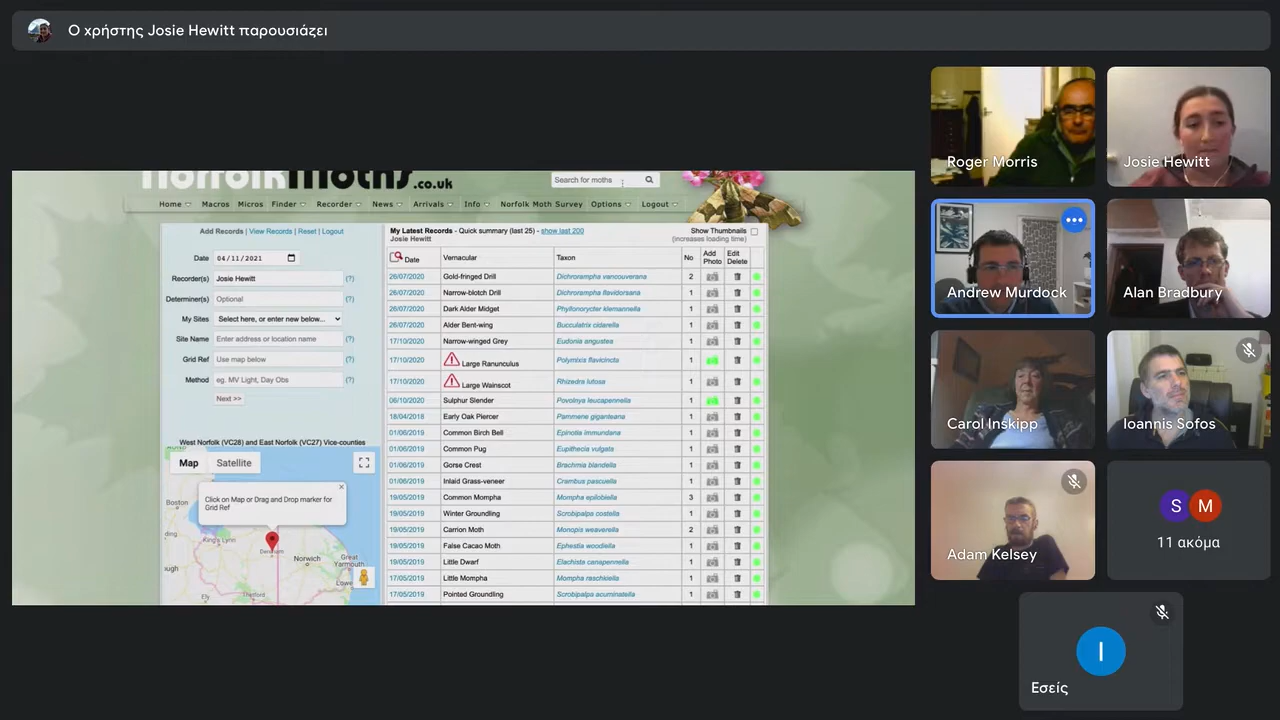 Ο χρήστης Josie Hewitt παρουσιάζει
norfolkmoths.co.uk
Search for moths
Home Macros Micros Finder Recorder News Arrivals Info Norfolk Moth Survey Options Logout
Add Records | View Records | Reset | Logout
Date 04/11/2021
Recorder(s) Josie Hewitt (?)
Determiner(s) Optional (?)
My Sites Select here, or enter new below...
Site Name Enter address or location name (?)
Grid Ref Use map below (?)
Method eg. MV Light, Day Obs (?)
Next >>
West Norfolk (VC28) and East Norfolk (VC27) Vice-counties
Map Satellite
Click on Map or Drag and Drop marker for
Grid Ref
Boston
King's Lynn
Dereham
Norwich
Great
Yarmouth
Ely
My Latest Records - Quick summary (last 25) - show last 200
Josie Hewitt
Show Thumbnails
(increases loading time)
Date Vernacular Taxon No Add Photo Edit Delete
26/07/2020 Gold-fringed Drill Dichrorampha vancouverana 2
26/07/2020 Narrow-blotch Drill Dichrorampha flavidorsana 1
26/07/2020 Dark Alder Midget Phyllonorycter klemannella 1
26/07/2020 Alder Bent-wing Bucculatrix cidarella 1
17/10/2020 Narrow-winged Grey Eudonia angustea 1
17/10/2020 Large Ranunculus Polymixis flavicincta 1
17/10/2020 Large Wainscot Rhizedra lutosa 1
06/10/2020 Sulphur Slender Povolnya leucapennella 1
18/04/2018 Early Oak Piercer Pammene giganteana 1
01/06/2019 Common Birch Bell Epinotia immundana 1
01/06/2019 Common Pug Eupithecia vulgata 1
01/06/2019 Gorse Crest Brachmia blandella 1
01/06/2019 Inlaid Grass-veneer Crambus pascuella 1
19/05/2019 Common Mompha Mompha epilobiella 3
19/05/2019 Winter Groundling Scrobipalpa costella 1
19/05/2019 Carrion Moth Monopis weaverella 2
19/05/2019 False Cacao Moth Ephestia woodiella 1
19/05/2019 Little Dwarf Elachista canapennella 1
17/05/2019 Little Mompha Mompha raschkiella 1
17/05/2019 Pointed Groundling Scrobipalpa acuminatella 1
Roger Morris
Josie Hewitt
Andrew Murdock
Alan Bradbury
Carol Inskipp
Ioannis Sofos
Adam Kelsey
S M
11 ακόμα
I
Εσείς